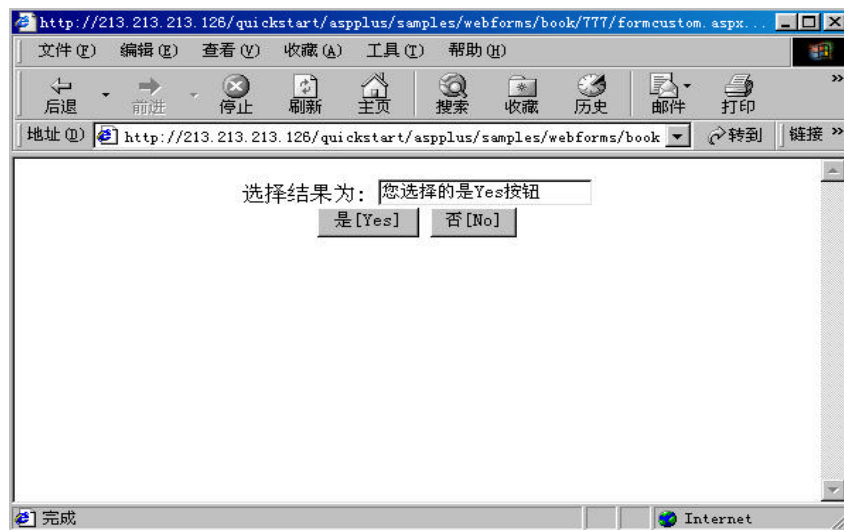 http://213.213.213.126/quickstart/aspplus/samples/webforms/book/777/formcustom.aspx...
文件(F) 编辑(E) 查看(V) 收藏(A) 工具(T) 帮助(H)
后退 前进 停止 刷新 主页 搜索 收藏 历史 邮件 打印 »
地址(D) http://213.213.213.126/quickstart/aspplus/samples/webforms/book 转到 链接 »
选择结果为: 您选择的是Yes按钮
是[Yes] 否[No]
完成 Internet